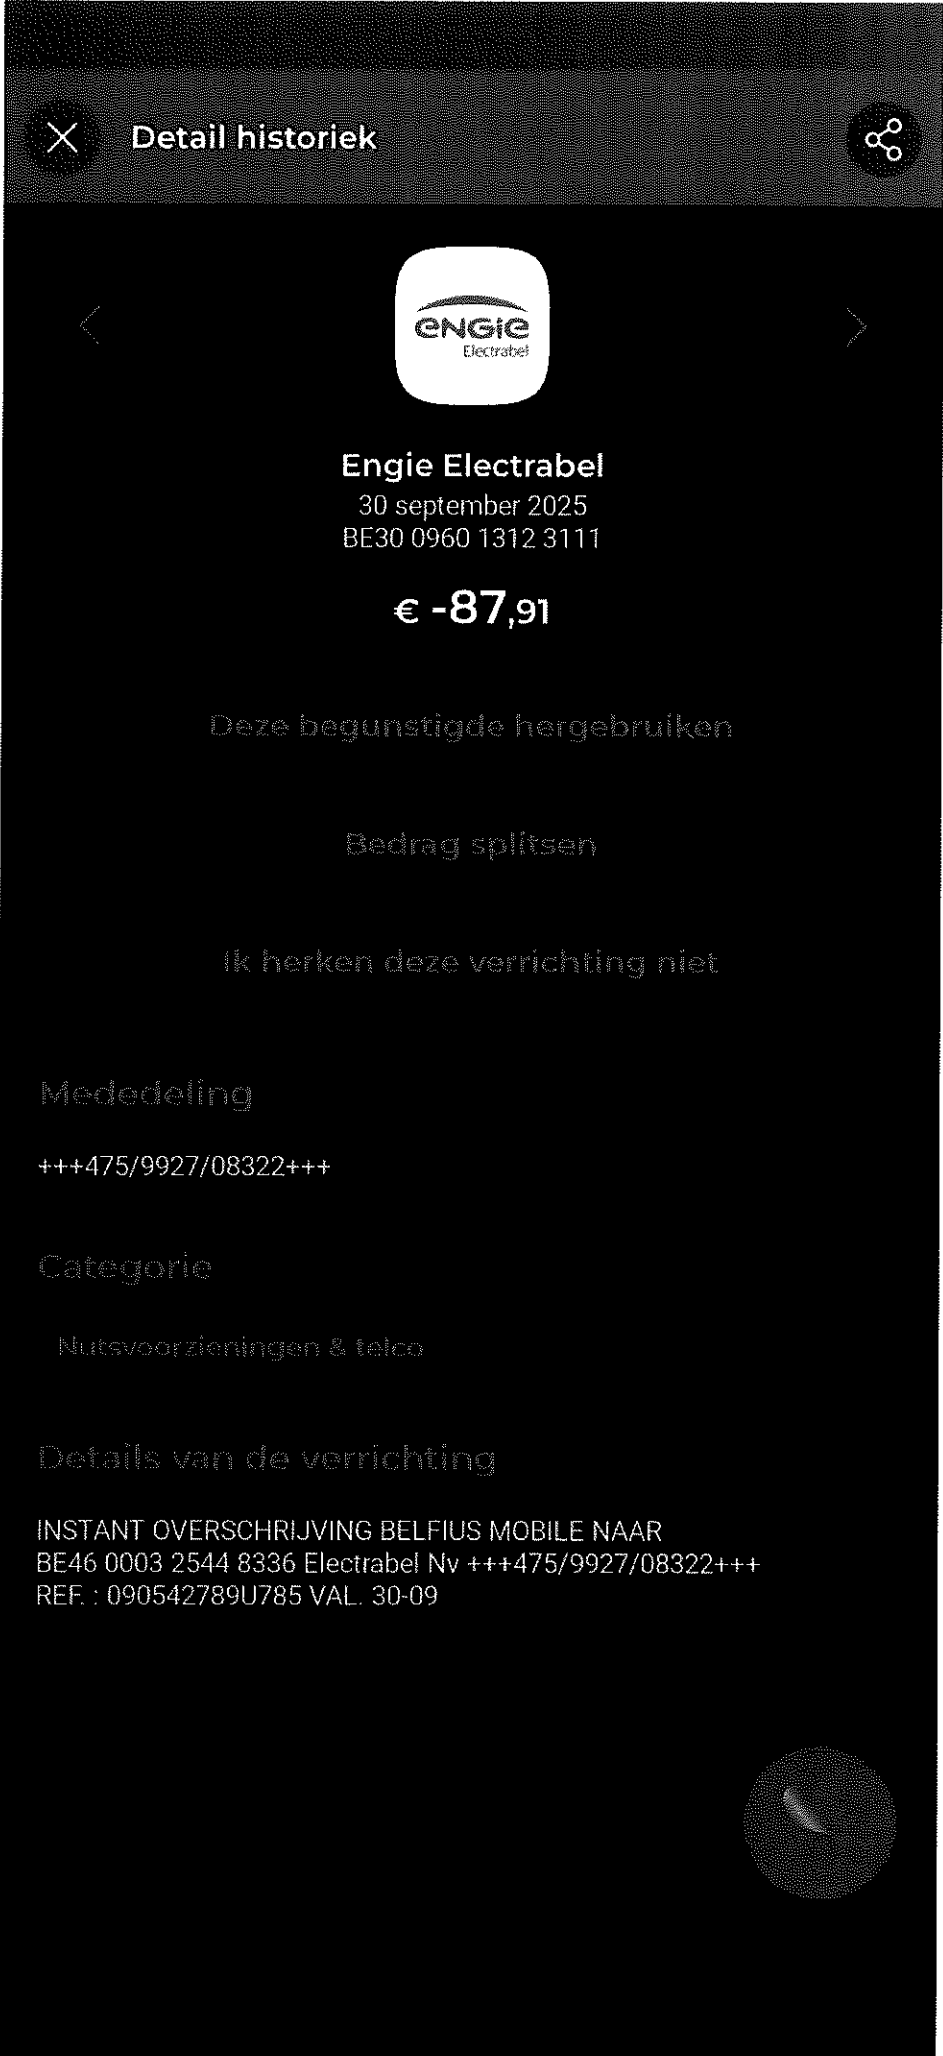 Detail historiek
ENGIE
Electrabel
Engie Electrabel
30 september 2025
BE30 0960 1312 3111
€ -87,91
Deze begunstigde hergebruiken
Bedrag splitsen
Ik herken deze verrichting niet
Mededeling
+++475/9927/08322+++
Categorie
Nutsvoorzieningen & telco
Details van de verrichting
INSTANT OVERSCHRIJVING BELFIUS MOBILE NAAR
BE46 0003 2544 8336 Electrabel Nv +++475/9927/08322+++
REF. : 090542789U785 VAL. 30-09